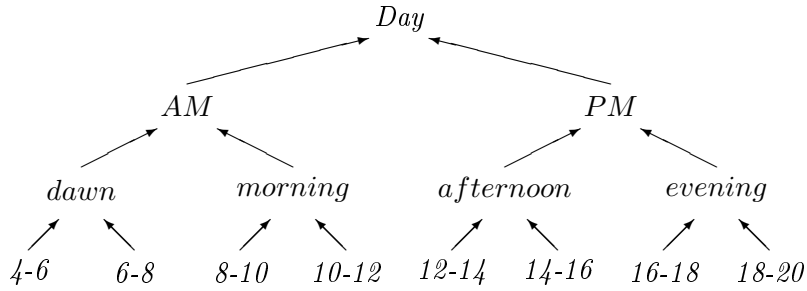 Day
AM PM
dawn morning afternoon evening
4-6 6-8 8-10 10-12 12-14 14-16 16-18 18-20